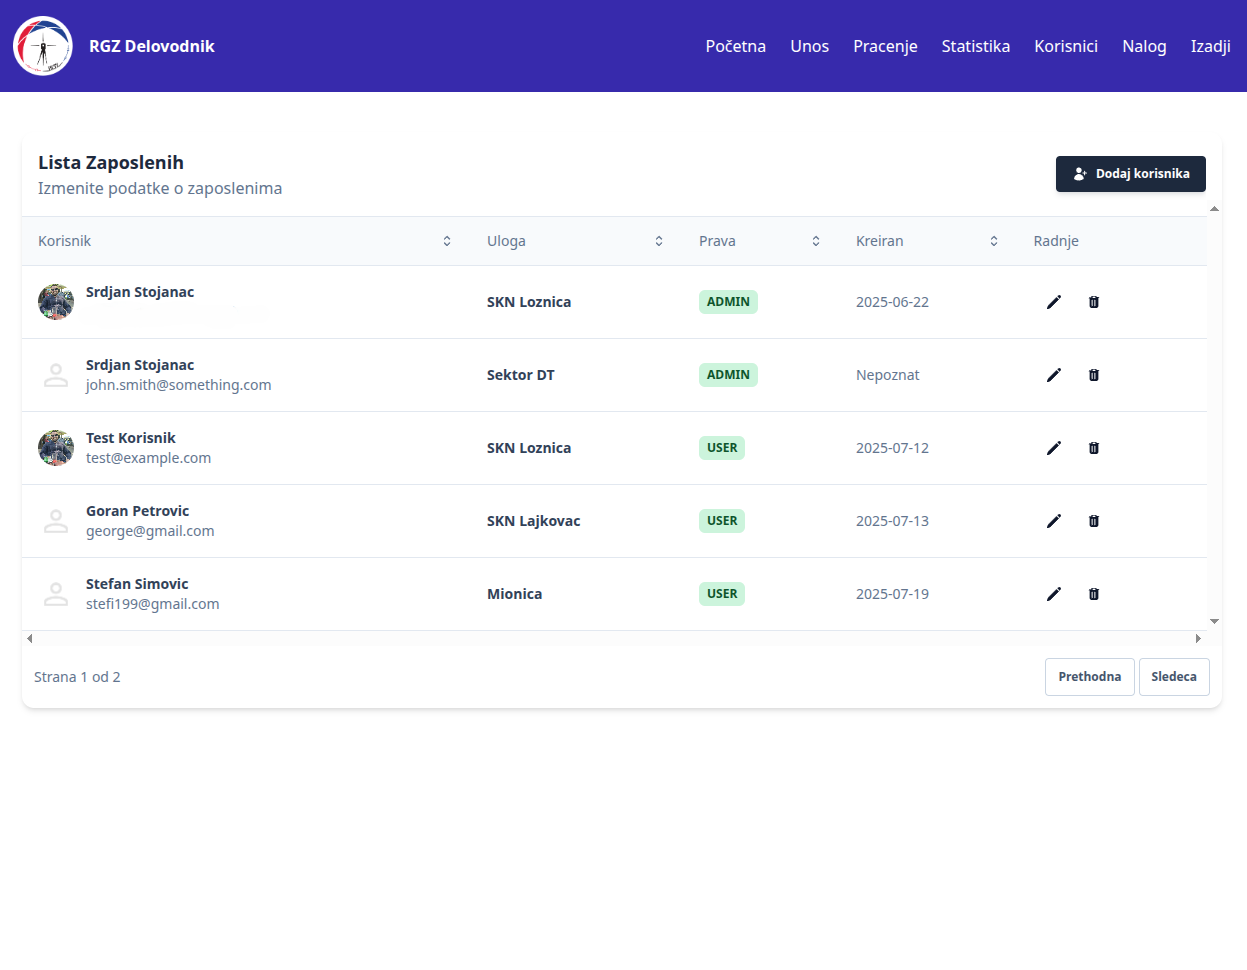 RGZ Delovodnik
Početna Unos Pracenje Statistika Korisnici Nalog Izadji
Lista Zaposlenih
Izmenite podatke o zaposlenima
Dodaj korisnika
Korisnik Uloga Prava Kreiran Radnje
Srdjan Stojanac
SKN Loznica ADMIN 2025-06-22
Srdjan Stojanac
john.smith@something.com
Sektor DT ADMIN Nepoznat
Test Korisnik
test@example.com
SKN Loznica USER 2025-07-12
Goran Petrovic
george@gmail.com
SKN Lajkovac USER 2025-07-13
Stefan Simovic
stefi199@gmail.com
Mionica USER 2025-07-19
Strana 1 od 2
Prethodna Sledeca